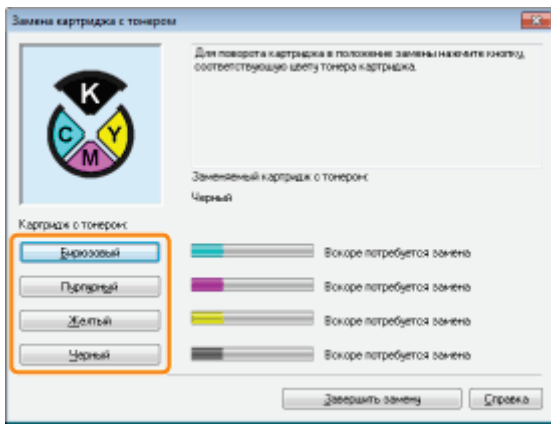 Замена картриджа с тонером
Для поворота картриджа в положение замены нажмите кнопку,
соответствующую цвету тонера картриджа.
K
C
Y
M
Заменяемый картридж с тонером:
Черный
Картридж с тонером:
Бирюзовый
Вскоре потребуется замена
Пурпурный
Вскоре потребуется замена
Желтый
Вскоре потребуется замена
Черный
Вскоре потребуется замена
Завершить замену
Справка